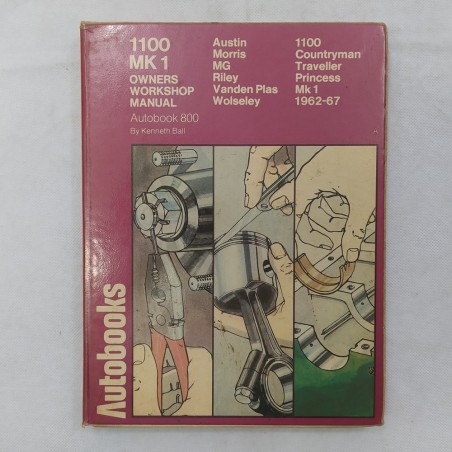 1100
MK 1
OWNERS
WORKSHOP
MANUAL
Autobook 800
By Kenneth Ball
Austin
Morris
MG
Riley
Vanden Plas
Wolseley
1100
Countryman
Traveller
Princess
Mk 1
1962-67
Autobooks